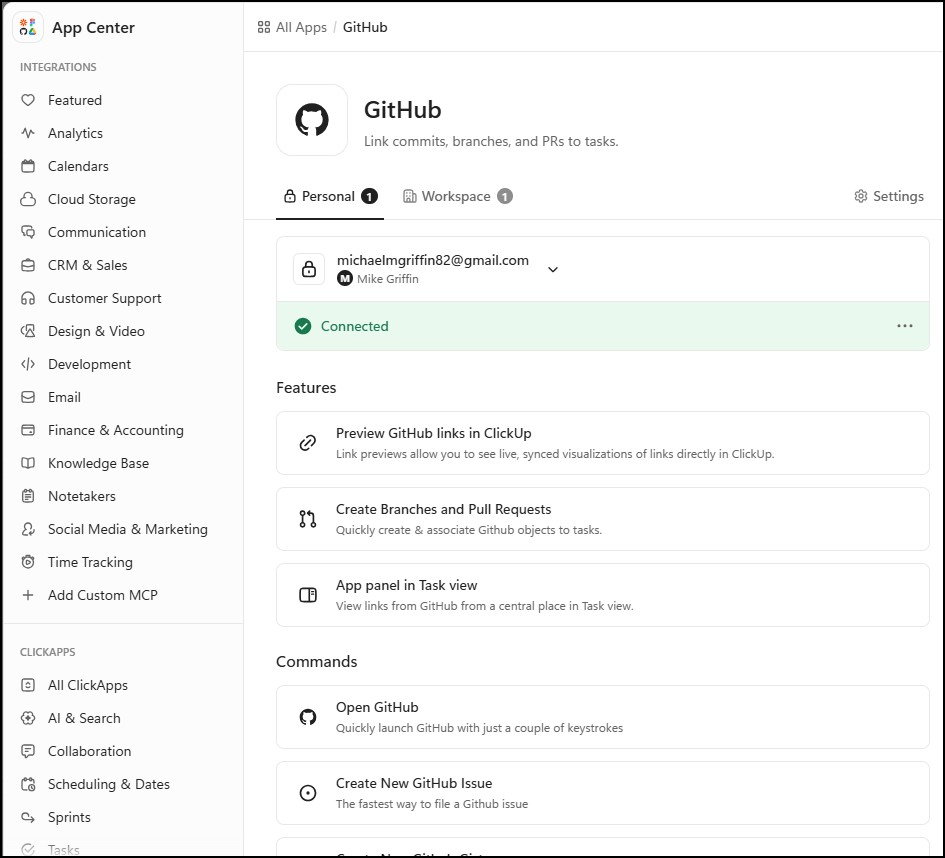 App Center
INTEGRATIONS
Featured
Analytics
Calendars
Cloud Storage
Communication
CRM & Sales
Customer Support
Design & Video
Development
Email
Finance & Accounting
Knowledge Base
Notetakers
Social Media & Marketing
Time Tracking
Add Custom MCP
CLICKAPPS
All ClickApps
AI & Search
Collaboration
Scheduling & Dates
Sprints
Tasks
All Apps / GitHub
GitHub
Link commits, branches, and PRs to tasks.
Personal 1 Workspace 1 Settings
michaelmgriffin82@gmail.com
M Mike Griffin
Connected
Features
Preview GitHub links in ClickUp
Link previews allow you to see live, synced visualizations of links directly in ClickUp.
Create Branches and Pull Requests
Quickly create & associate Github objects to tasks.
App panel in Task view
View links from GitHub from a central place in Task view.
Commands
Open GitHub
Quickly launch GitHub with just a couple of keystrokes
Create New GitHub Issue
The fastest way to file a Github issue